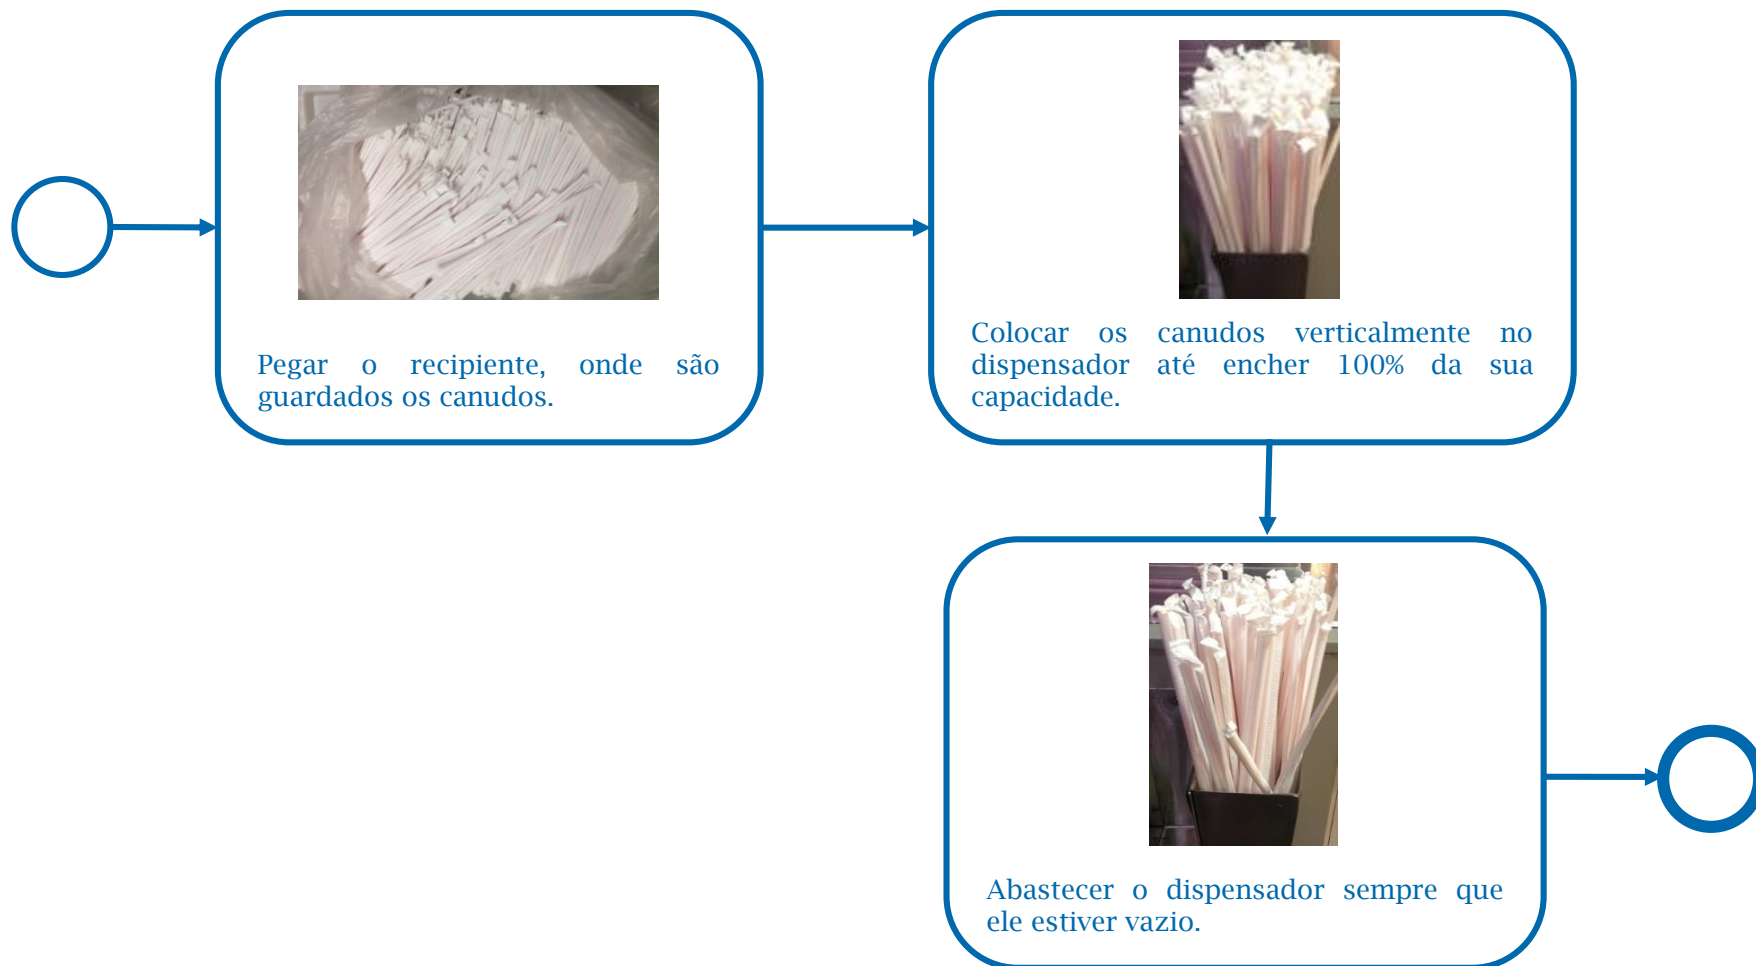 Pegar o recipiente, onde são
guardados os canudos.
Colocar os canudos verticalmente no
dispensador até encher 100% da sua
capacidade.
Abastecer o dispensador sempre que
ele estiver vazio.